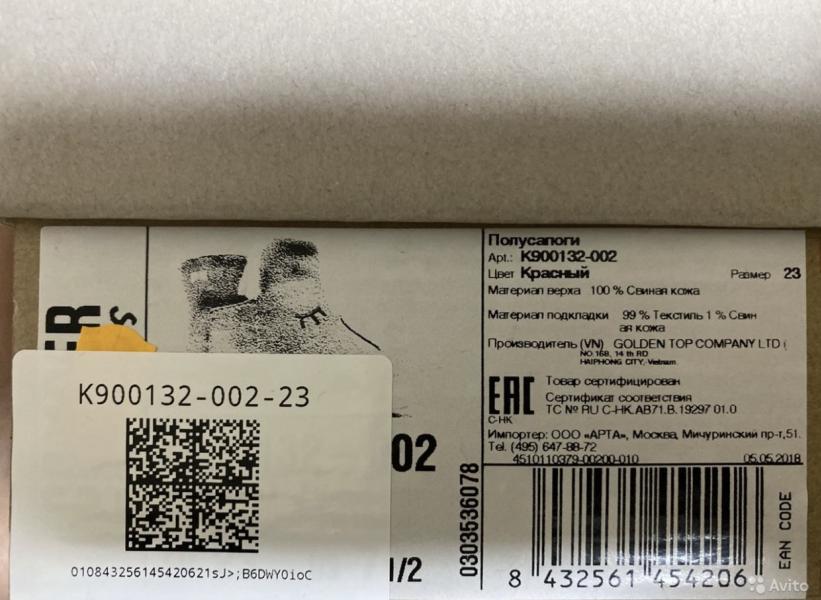 Полусапоги
Арт.: K900132-002
Цвет Красный Размер 23
Материал верха 100 % Свиная кожа
Материал подкладки 99 % Текстиль 1 % Свин
ая кожа
Производитель (VN) GOLDEN TOP COMPANY LTD (
NO.168, 14 th RD
HAIPHONG CITY, Vietnam
EAC Товар сертифицирован
Сертификат соответствия
ТС № RU C-HK.АВ71.В.19297 01.0
C-HK
Импортер: ООО «АРТА», Москва, Мичуринский пр-т,51.
Tel. (495) 647-88-72
4510110379-00200-010 05.05.2018
ER
S
K900132-002-23
010843256145420621sJ>;B6DWY0ioC
02
1/2
0303536078
8 432561 454206
EAN CODE
Avito